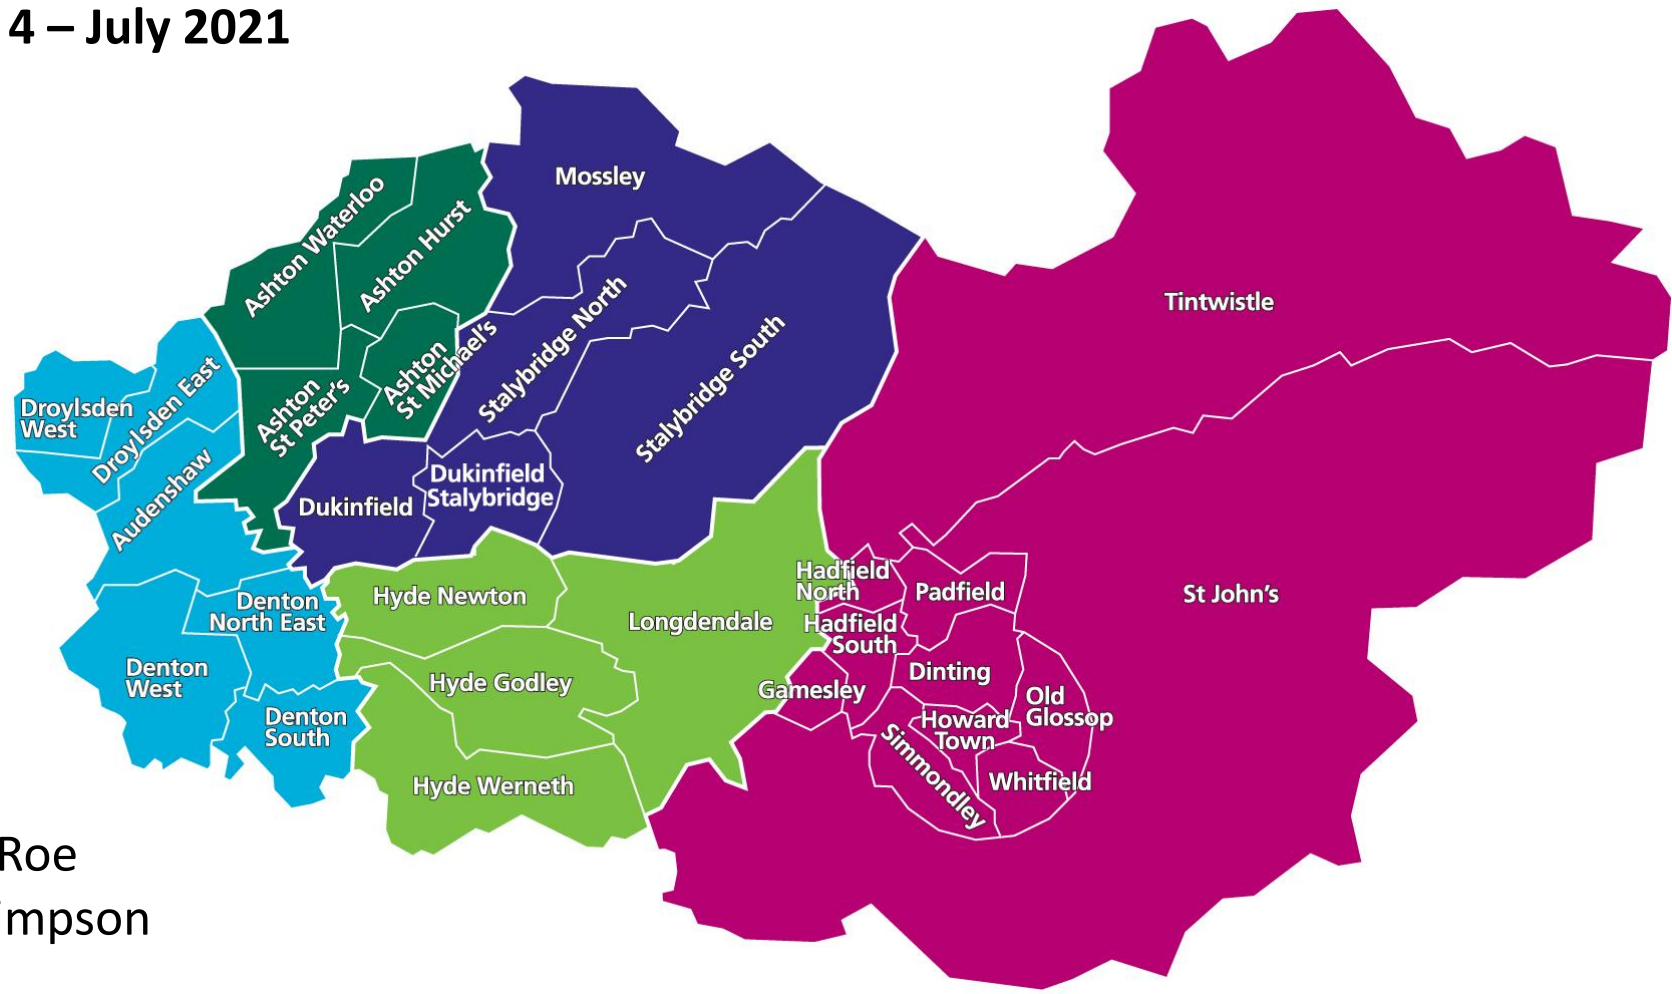 4 – July 2021
Mossley
Ashton Waterloo
Ashton Hurst
Tintwistle
Stalybridge North
Ashton
St Michael's
Stalybridge South
Ashton
St Peter's
Droylsden
West
Droylsden East
Audenshaw
Dukinfield
Dukinfield
Stalybridge
Hadfield
North
Padfield
St John's
Hyde Newton
Denton
North East
Longdendale
Hadfield
South
Denton
West
Hyde Godley
Gamesley
Dinting
Old
Glossop
Denton
South
Howard
Town
Simmondley
Whitfield
Hyde Werneth
Roe
impson